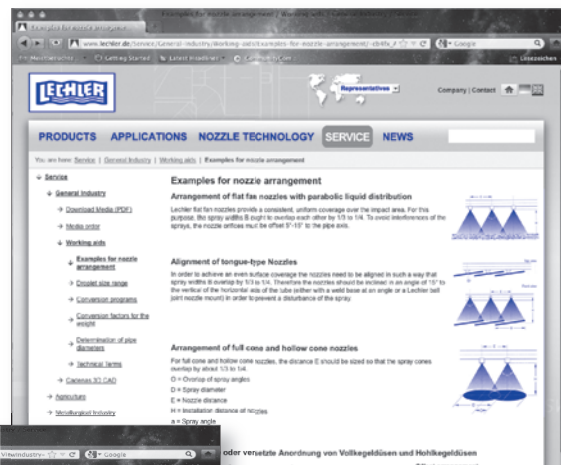 Examples for nozzle arrangement / Working aids / General Industry / Service
Examples for nozzle arrangement
Google
Getting Started
Latest Headlines
Lesezeichen
LECHLER
Representatives
Company | Contact
PRODUCTS APPLICATIONS NOZZLE TECHNOLOGY SERVICE NEWS
You are here: Service | General Industry | Working aids | Examples for nozzle arrangement
Service
General Industry
Download Media (PDF)
Media order
Working aids
Examples for nozzle
arrangement
Droplet size range
Conversion programs
Conversion factors for the
weight
Determination of pipe
diameters
Technical Terms
Cadenas 3D CAD
Agriculture
Metallurgical Industry
Examples for nozzle arrangement
Arrangement of flat fan nozzles with parabolic liquid distribution
Lechler flat fan nozzles provide a consistent, uniform coverage over the impact area. For this
purpose, the spray widths B ought to overlap each other by 1/3 to 1/4. To avoid interferences of the
sprays, the nozzle orifices must be offset 5°-15° to the pipe axis.
Alignment of tongue-type Nozzles
In order to achieve an even surface coverage the nozzles need to be aligned in such a way that
spray widths B overlap by 1/3 to 1/4. Therefore the nozzles should be inclined in an angle of 15° to
the vertical of the horizontal axis of the tube (either with a weld base at an angle or a Lechler ball
joint nozzle mount) in order to prevent a disturbance of the spray.
Arrangement of full cone and hollow cone nozzles
For full cone and hollow cone nozzles, the distance E should be sized so that the spray cones
overlap by about 1/3 to 1/4.
O = Overlap of spray angles
D = Spray diameter
E = Nozzle distance
H = Installation distance of nozzles
a = Spray angle
Google
oder versetzte Anordnung von Vollkegeldüsen und Hohlkegeldüsen